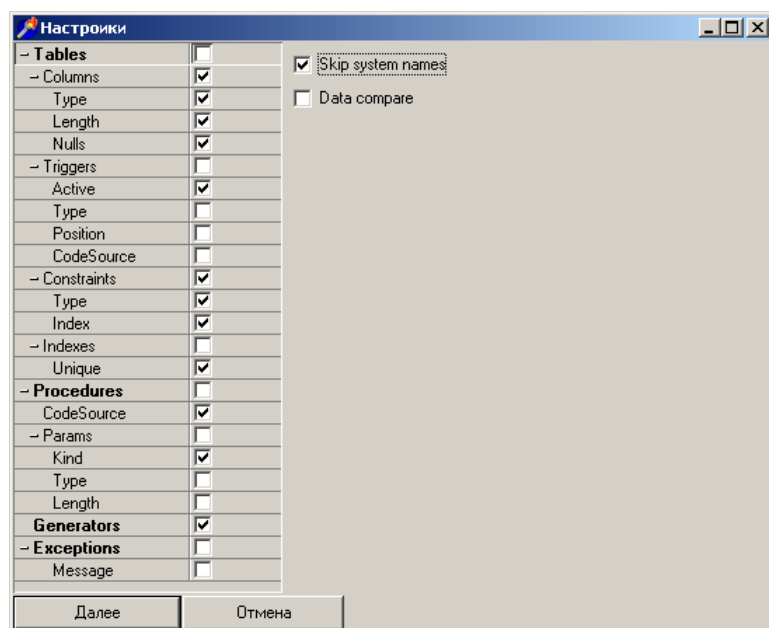 Настроики
Tables
Columns
Type
Length
Nulls
Triggers
Active
Type
Position
CodeSource
Constraints
Type
Index
Indexes
Unique
Procedures
CodeSource
Params
Kind
Type
Length
Generators
Exceptions
Message
Skip system names
Data compare
Далее
Отмена